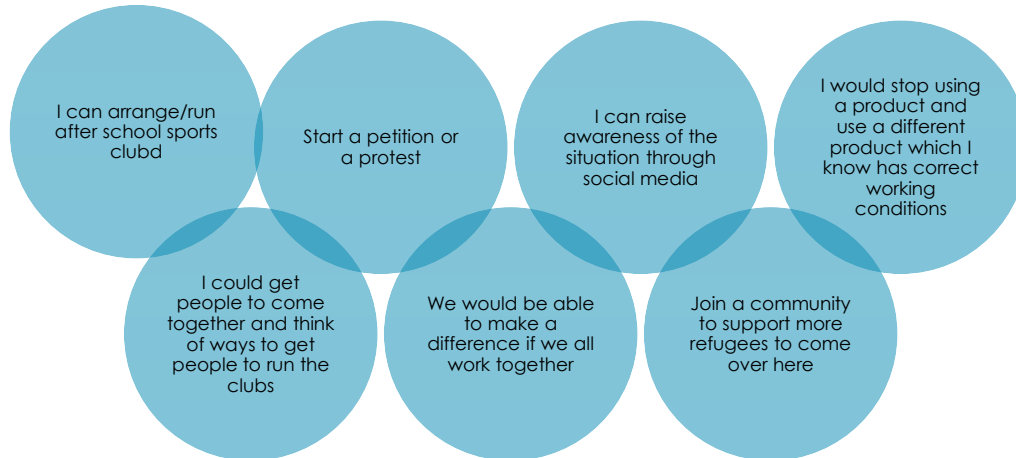 I can arrange/run
after school sports
clubd
Start a petition or
a protest
I can raise
awareness of the
situation through
social media
I would stop using
a product and
use a different
product which I
know has correct
working
conditions
I could get
people to come
together and think
of ways to get
people to run the
clubs
We would be able
to make a
difference if we all
work together
Join a community
to support more
refugees to come
over here